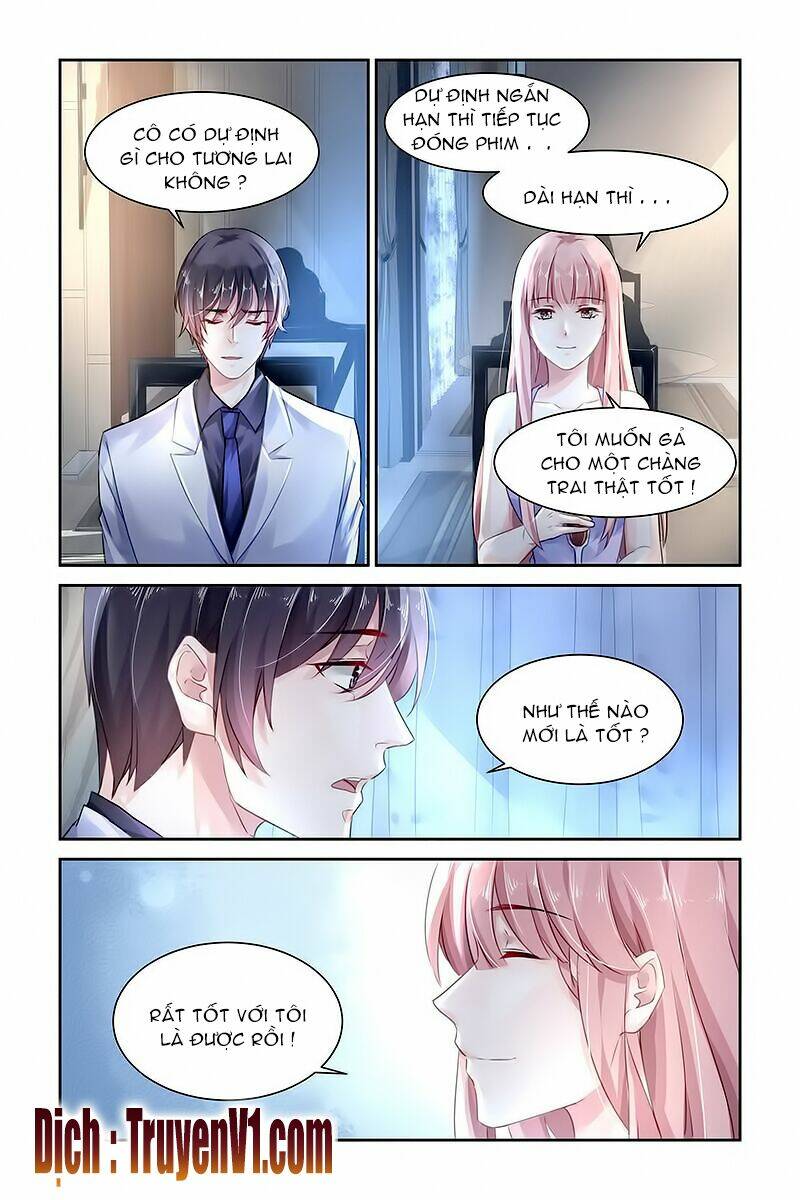 CÔ CÓ DỰ ĐỊNH
GÌ CHO TƯƠNG LAI
KHÔNG ?
DỰ ĐỊNH NGẮN
HẠN THÌ TIẾP TỤC
ĐÓNG PHIM . .
DÀI HẠN THÌ . . .
TÔI MUỐN GẢ
CHO MỘT CHÀNG
TRAI THẬT TỐT !
NHƯ THẾ NÀO
MỚI LÀ TỐT ?
RẤT TỐT VỚI TÔI
LÀ ĐƯỢC RỒI !
Dịch : TruyenV1.com